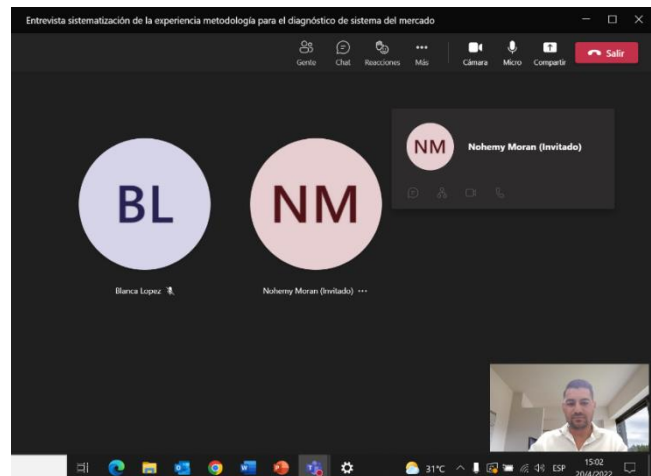 Entrevista sistematización de la experiencia metodología para el diagnóstico de sistema del mercado
Gente Chat Reacciones Más Cámara Micro Compartir Salir
NM Nohemy Moran (Invitado)
BL NM
Blanca Lopez Nohemy Moran (Invitado)
31°C ESP 15:02
20/4/2022